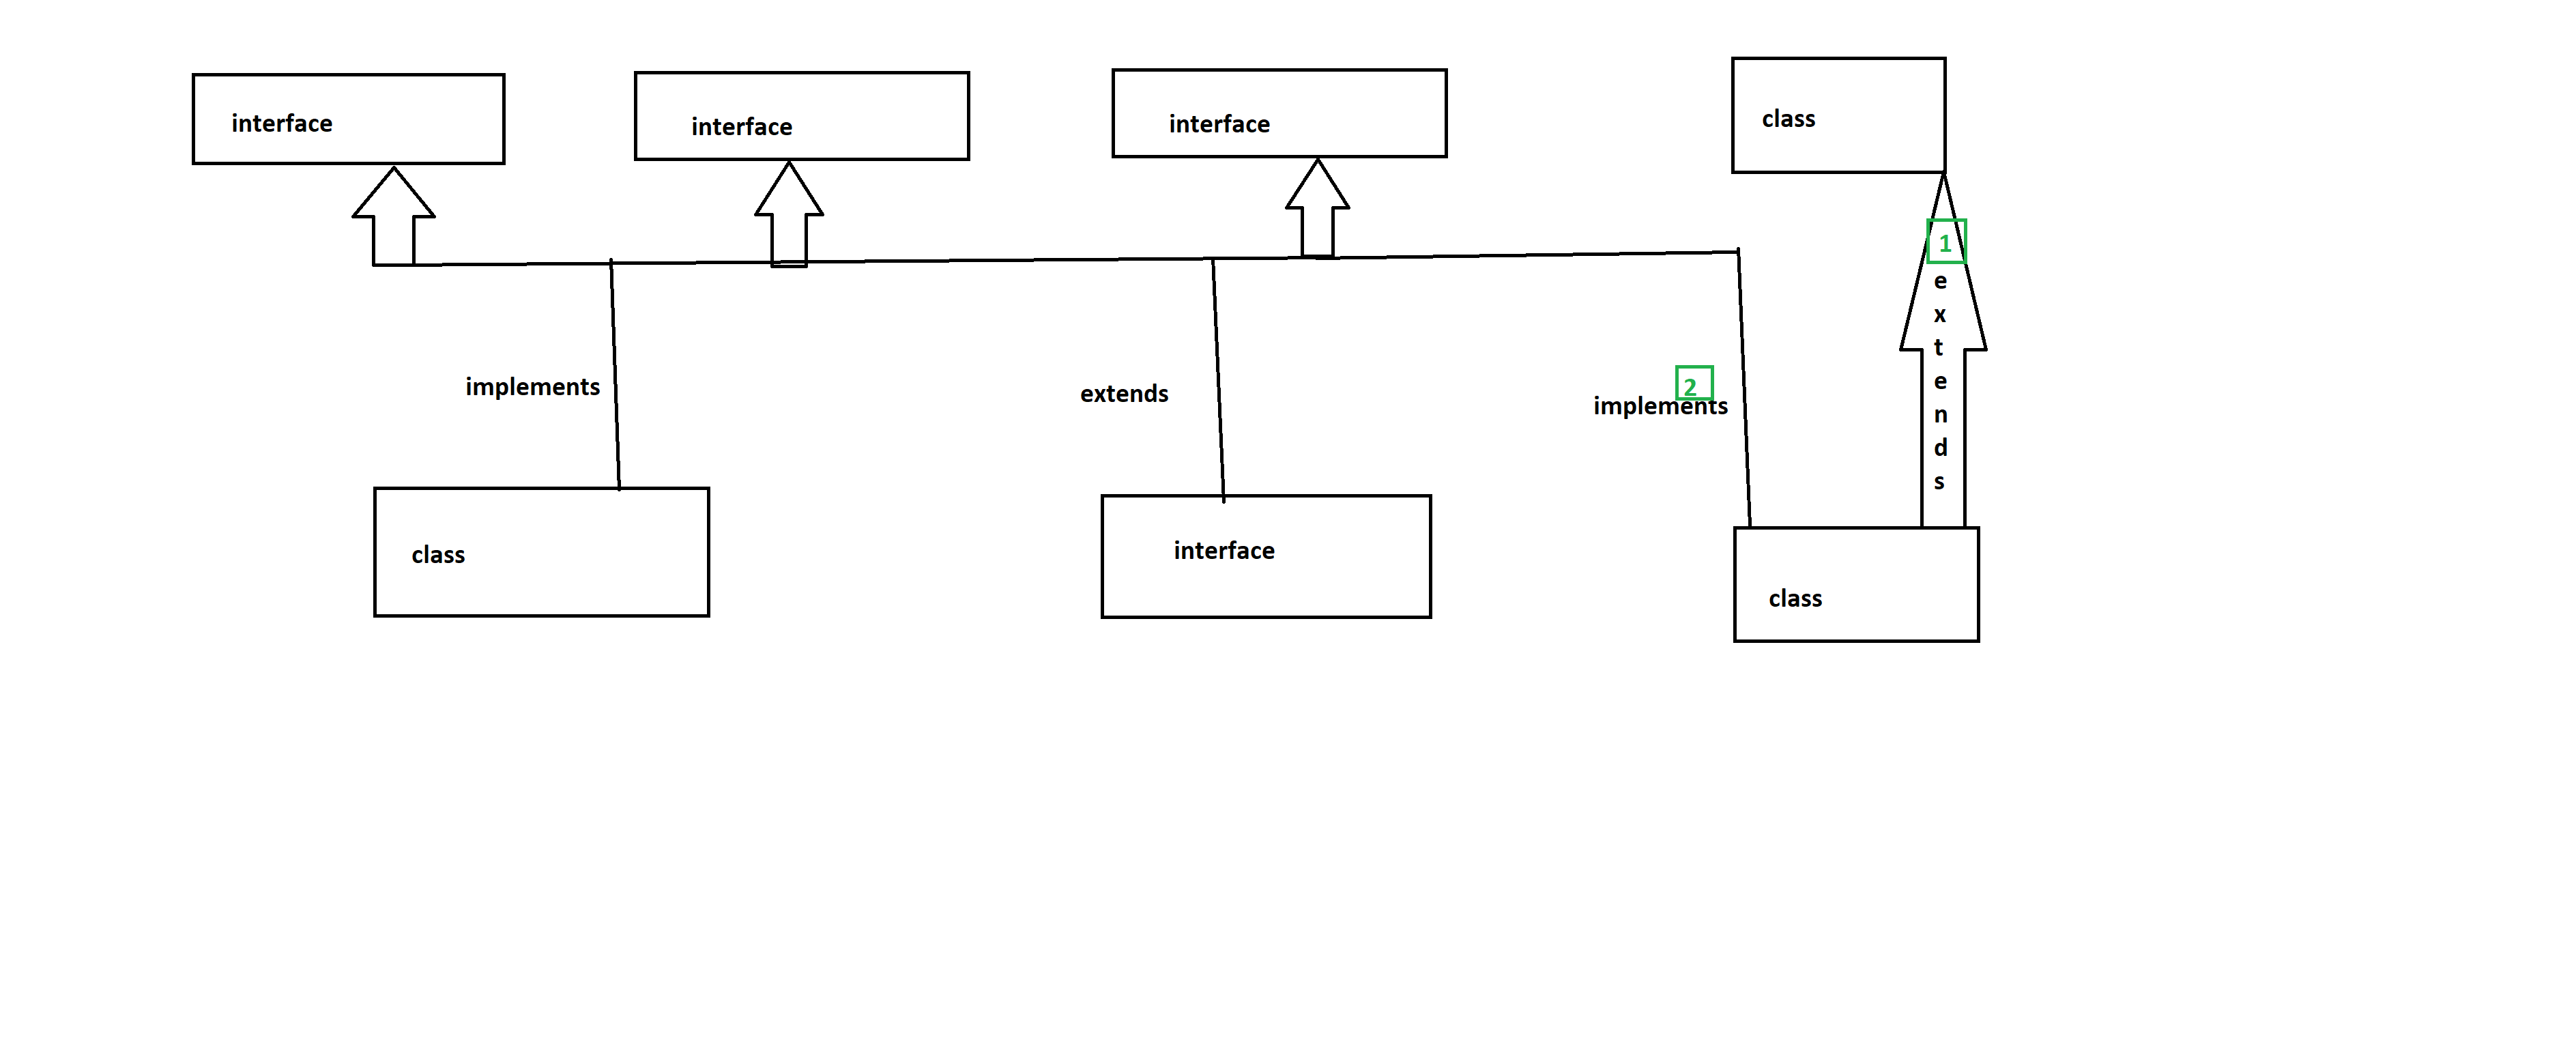 interface
interface
interface
class
1
e
x
t
e
n
d
s
implements
extends
2
implements
class
interface
class